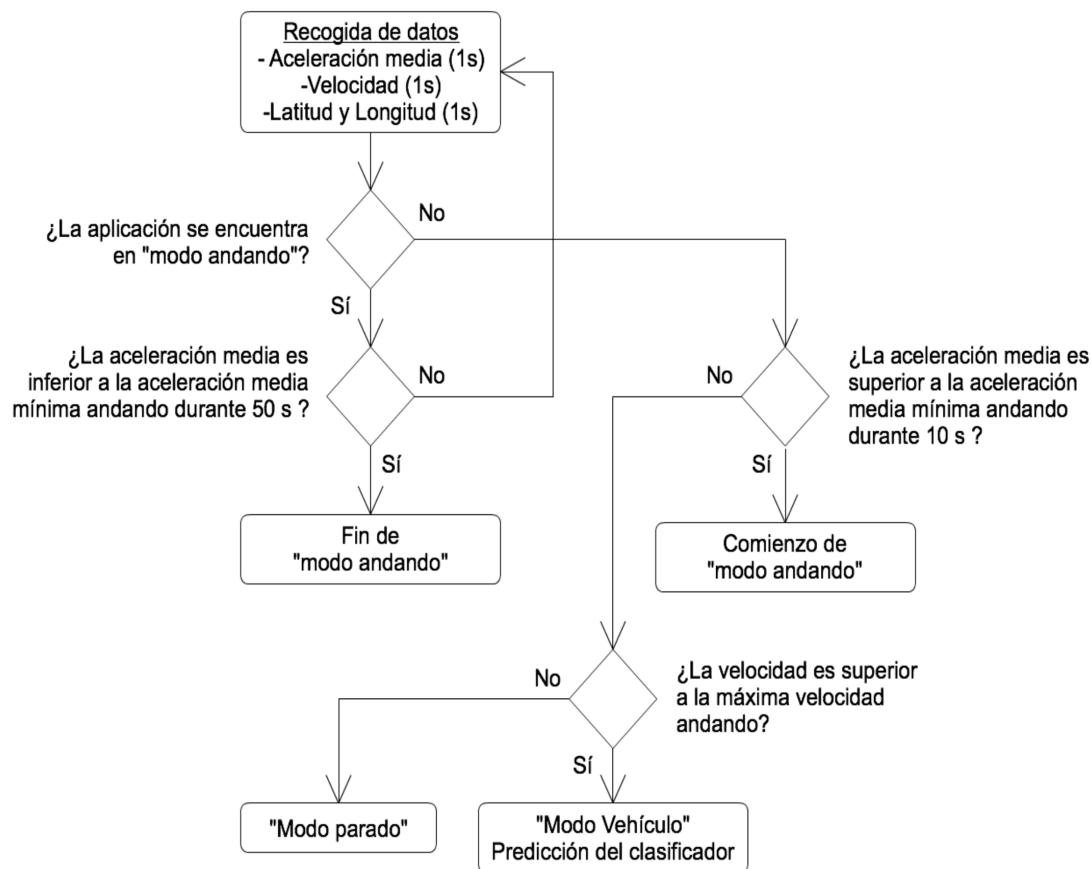 Recogida de datos
- Aceleración media (1s)
-Velocidad (1s)
-Latitud y Longitud (1s)
¿La aplicación se encuentra
en "modo andando"?
No
Sí
¿La aceleración media es
inferior a la aceleración media
mínima andando durante 50 s ?
No
Sí
Fin de
"modo andando"
¿La aceleración media es
superior a la aceleración
media mínima andando
durante 10 s ?
No
Sí
Comienzo de
"modo andando"
¿La velocidad es superior
a la máxima velocidad
andando?
No
Sí
"Modo parado"
"Modo Vehículo"
Predicción del clasificador